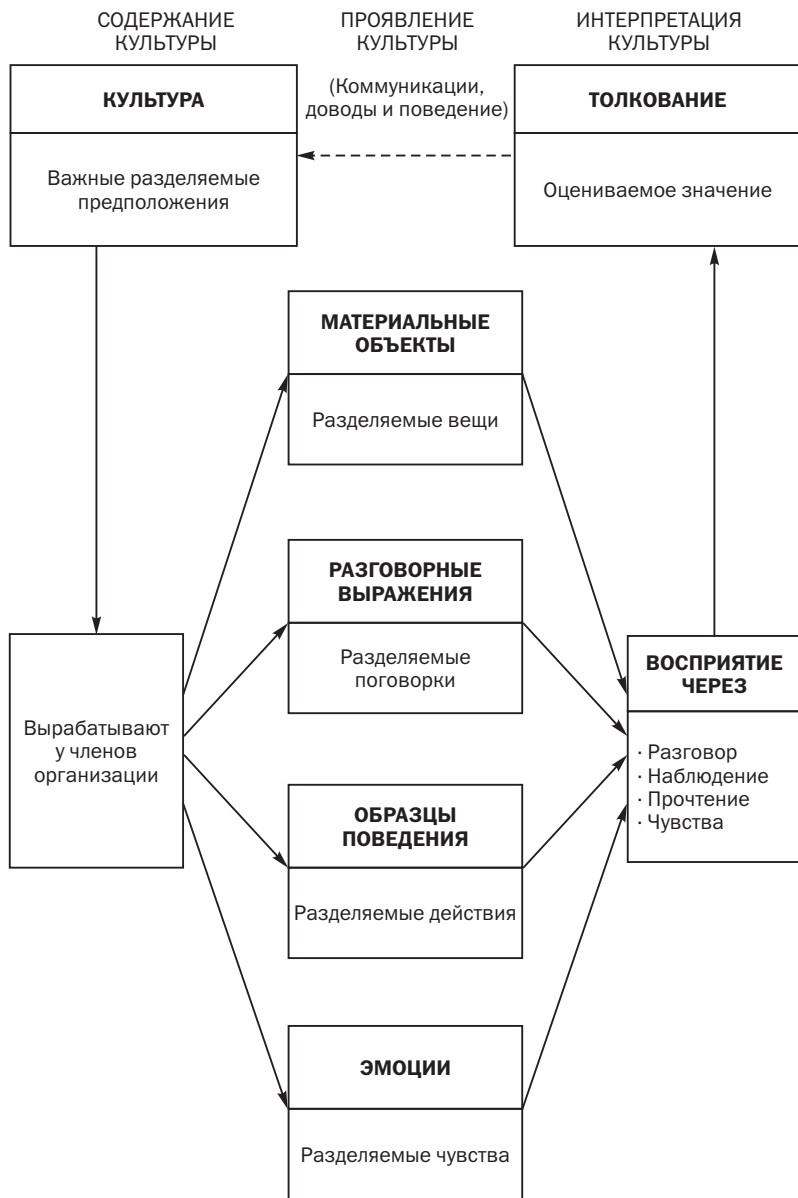 СОДЕРЖАНИЕ
КУЛЬТУРЫ
ПРОЯВЛЕНИЕ
КУЛЬТУРЫ
ИНТЕРПРЕТАЦИЯ
КУЛЬТУРЫ
КУЛЬТУРА
Важные разделяемые
предположения
(Коммуникации,
доводы и поведение)
ТОЛКОВАНИЕ
Оцениваемое значение
МАТЕРИАЛЬНЫЕ
ОБЪЕКТЫ
Разделяемые вещи
РАЗГОВОРНЫЕ
ВЫРАЖЕНИЯ
Разделяемые
поговорки
Вырабатывают
у членов
организации
ВОСПРИЯТИЕ
ЧЕРЕЗ
· Разговор
· Наблюдение
· Прочтение
· Чувства
ОБРАЗЦЫ
ПОВЕДЕНИЯ
Разделяемые действия
ЭМОЦИИ
Разделяемые чувства